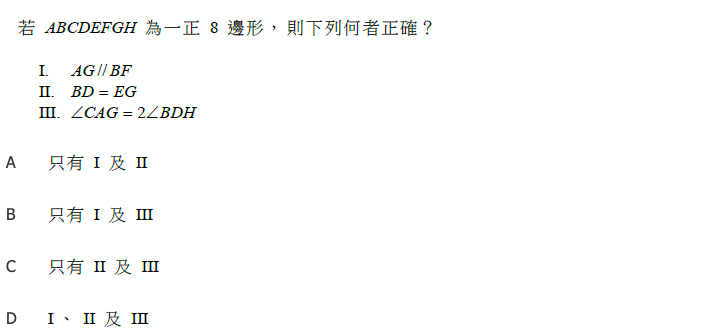 若 ABCDEFGH 為一正 8 邊形，則下列何者正確？
I. AG // BF
II. BD = EG
III. ∠CAG = 2∠BDH
A 只有 I 及 II
B 只有 I 及 III
C 只有 II 及 III
D I、 II 及 III